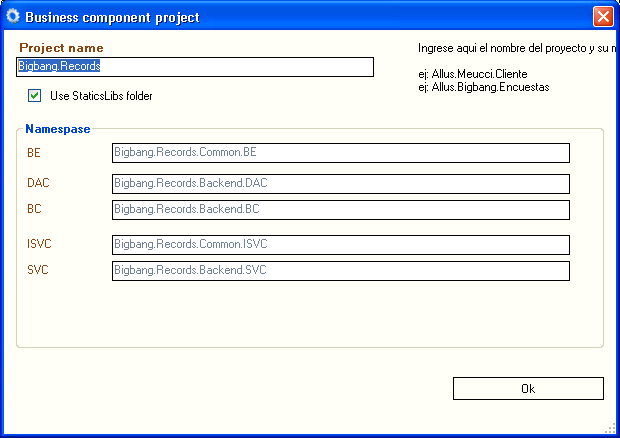 Business component project
Project name
Ingrese aqui el nombre del proyecto y su
Bigbang.Records
ej: Allus.Meucci.Cliente
ej: Allus.Bigbang.Encuestas
Use StaticsLibs folder
Namespase
BE Bigbang.Records.Common.BE
DAC Bigbang.Records.Backend.DAC
BC Bigbang.Records.Backend.BC
ISVC Bigbang.Records.Common.ISVC
SVC Bigbang.Records.Backend.SVC
Ok